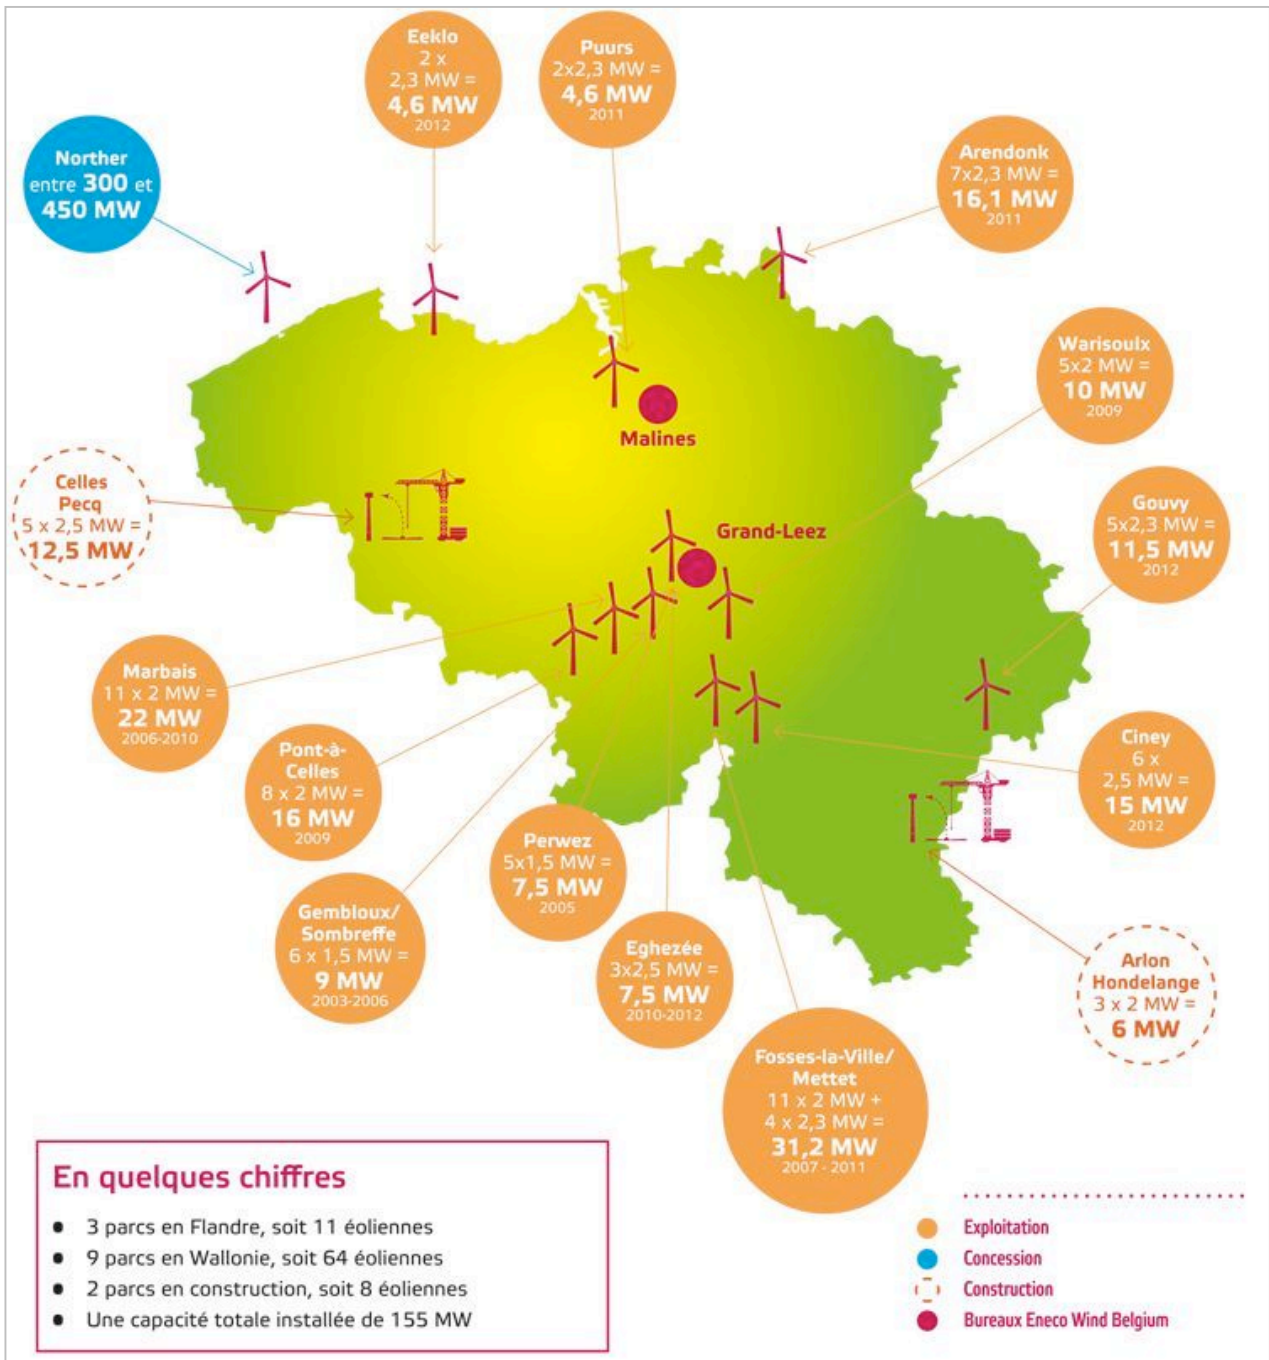 Eeklo
2 x
2,3 MW =
4,6 MW
2012
Puurs
2x2,3 MW =
4,6 MW
2011
Norther
entre 300 et
450 MW
Arendonk
7x2,3 MW =
16,1 MW
2011
Warisoulx
5x2 MW =
10 MW
2009
Malines
Celles
Pecq
5 x 2,5 MW =
12,5 MW
Gouvy
5x2,3 MW =
11,5 MW
2012
Grand-Leez
Marbais
11 x 2 MW =
22 MW
2006-2010
Pont-à-
Celles
8 x 2 MW =
16 MW
2009
Ciney
6 x
2,5 MW =
15 MW
2012
Perwez
5x1,5 MW =
7,5 MW
2005
Gembloux/
Sombreffe
6 x 1,5 MW =
9 MW
2003-2006
Eghezée
3x2,5 MW =
7,5 MW
2010-2012
Arlon
Hondelange
3 x 2 MW =
6 MW
Fosses-la-Ville/
Mettet
11 x 2 MW +
4 x 2,3 MW =
31,2 MW
2007 - 2011
En quelques chiffres
• 3 parcs en Flandre, soit 11 éoliennes
• 9 parcs en Wallonie, soit 64 éoliennes
• 2 parcs en construction, soit 8 éoliennes
• Une capacité totale installée de 155 MW
Exploitation
Concession
Construction
Bureaux Eneco Wind Belgium